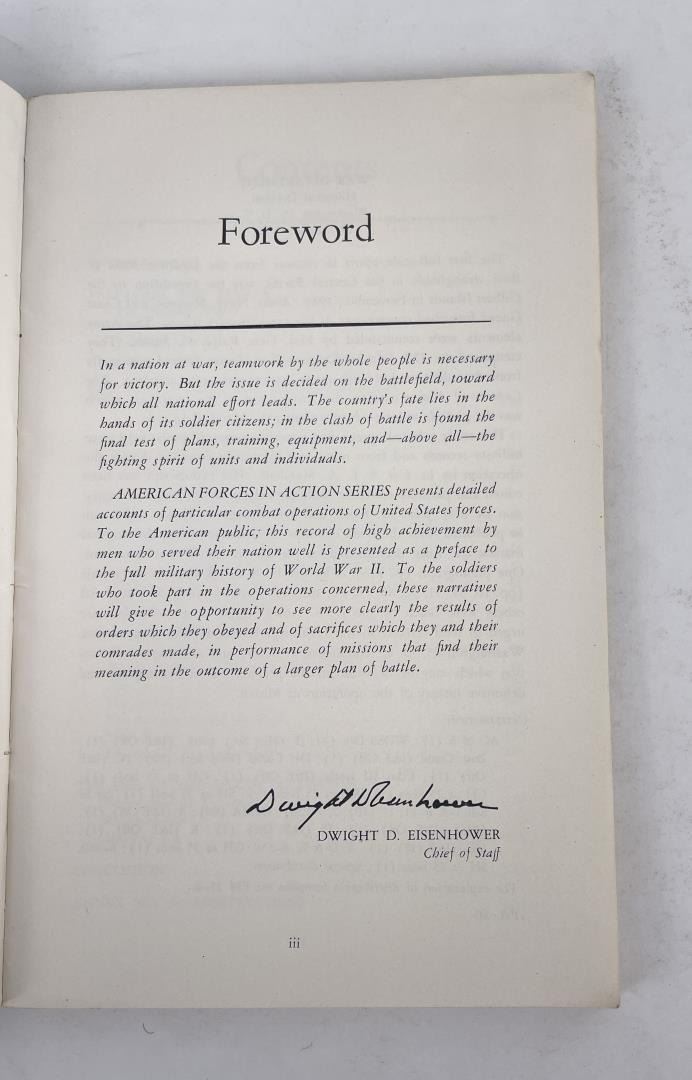 Foreword
In a nation at war, teamwork by the whole people is necessary
for victory. But the issue is decided on the battlefield, toward
which all national effort leads. The country's fate lies in the
hands of its soldier citizens; in the clash of battle is found the
final test of plans, training, equipment, and—above all—the
fighting spirit of units and individuals.
AMERICAN FORCES IN ACTION SERIES presents detailed
accounts of particular combat operations of United States forces.
To the American public, this record of high achievement by
men who served their nation well is presented as a preface to
the full military history of World War II. To the soldiers
who took part in the operations concerned, these narratives
will give the opportunity to see more clearly the results of
orders which they obeyed and of sacrifices which they and their
comrades made, in performance of missions that find their
meaning in the outcome of a larger plan of battle.
Dwight D Eisenhower
DWIGHT D. EISENHOWER
Chief of Staff
iii